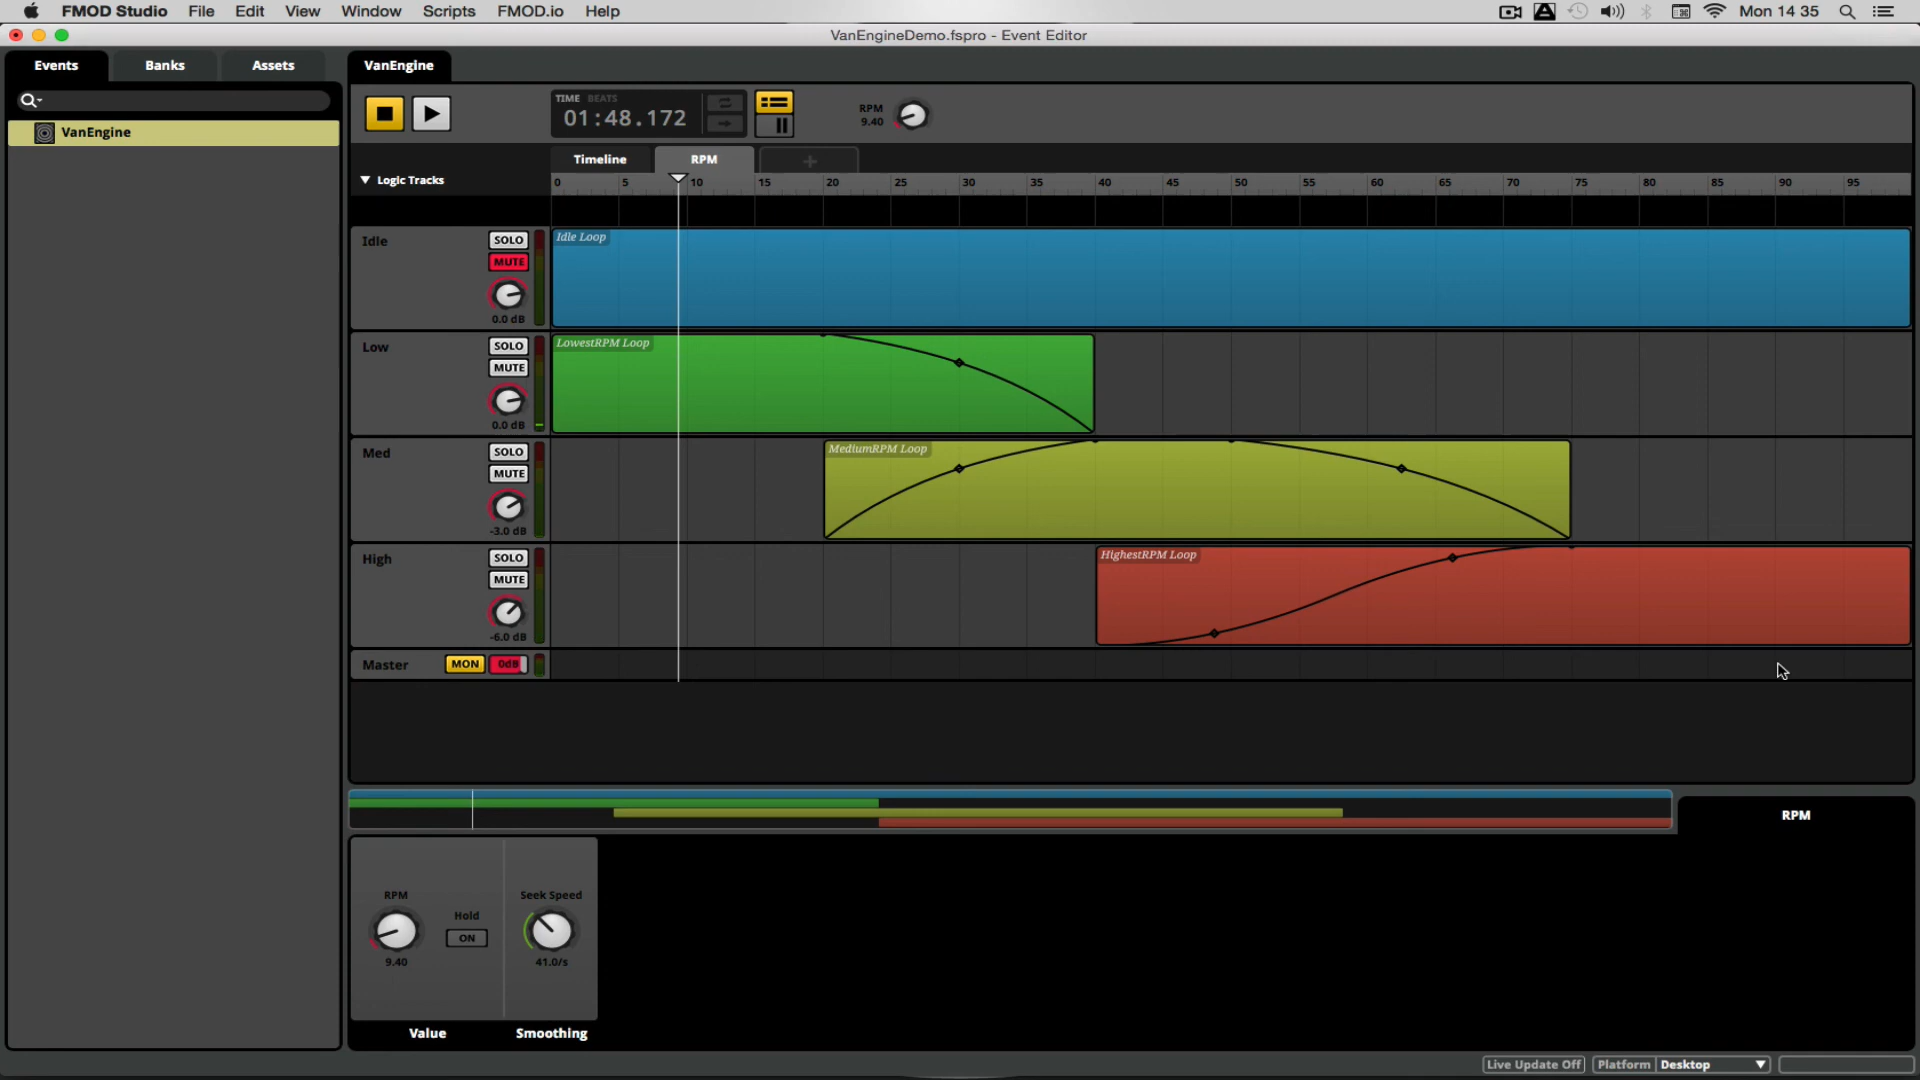 FMOD Studio File Edit View Window Scripts FMOD.io Help Mon 14 35
VanEngineDemo.fspro - Event Editor
Events Banks Assets VanEngine
VanEngine
TIME BEATS
01:48.172
RPM
9.40
Timeline RPM +
Logic Tracks
0 5 10 15 20 25 30 35 40 45 50 55 60 65 70 75 80 85 90 95
Idle SOLO Idle Loop
MUTE
0.0 dB
Low SOLO LowestRPM Loop
MUTE
0.0 dB
Med SOLO MediumRPM Loop
MUTE
-3.0 dB
High SOLO HighestRPM Loop
MUTE
-6.0 dB
Master MON 0dB
RPM
RPM Seek Speed
Hold
ON
9.40 41.0/s
Value Smoothing
Live Update Off Platform Desktop